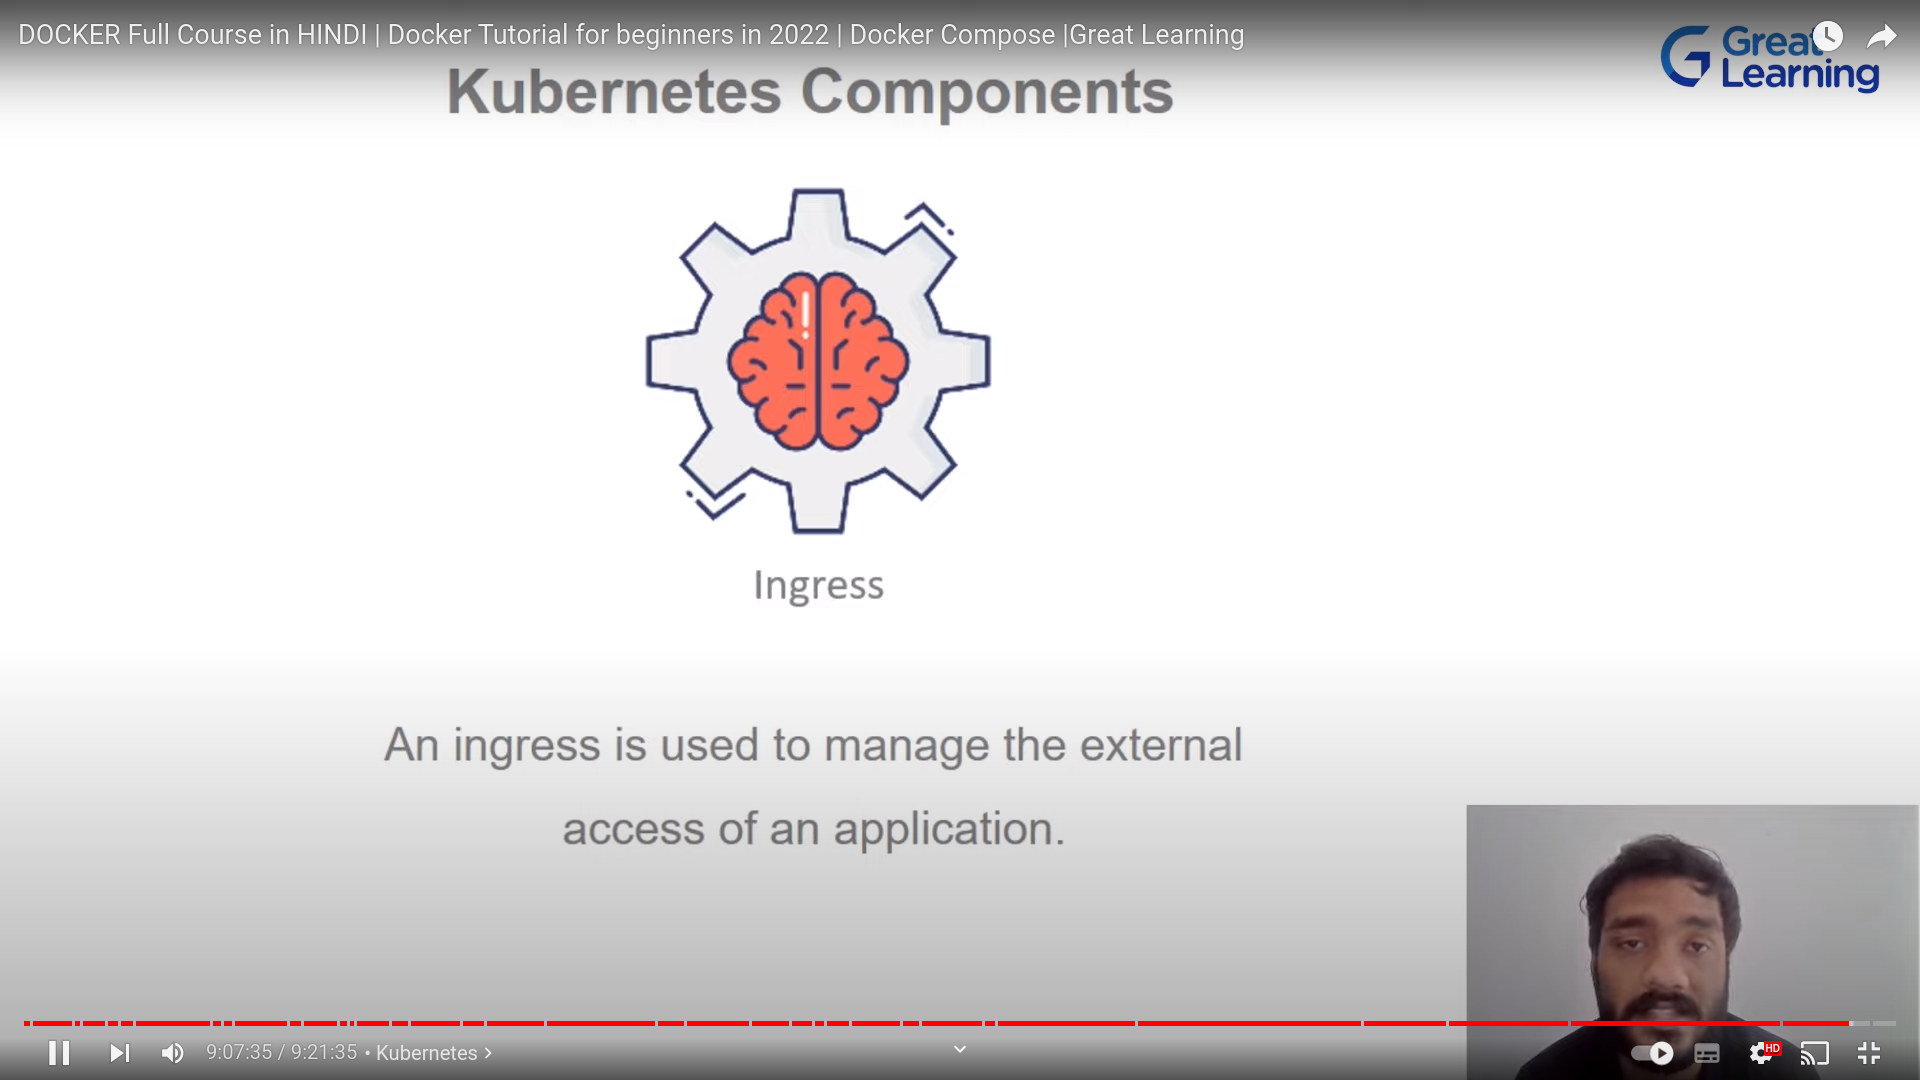 DOCKER Full Course in HINDI | Docker Tutorial for beginners in 2022 | Docker Compose |Great Learning
Great
Learning
Kubernetes Components
Ingress
An ingress is used to manage the external
access of an application.
9:07:35 / 9:21:35 • Kubernetes
HD